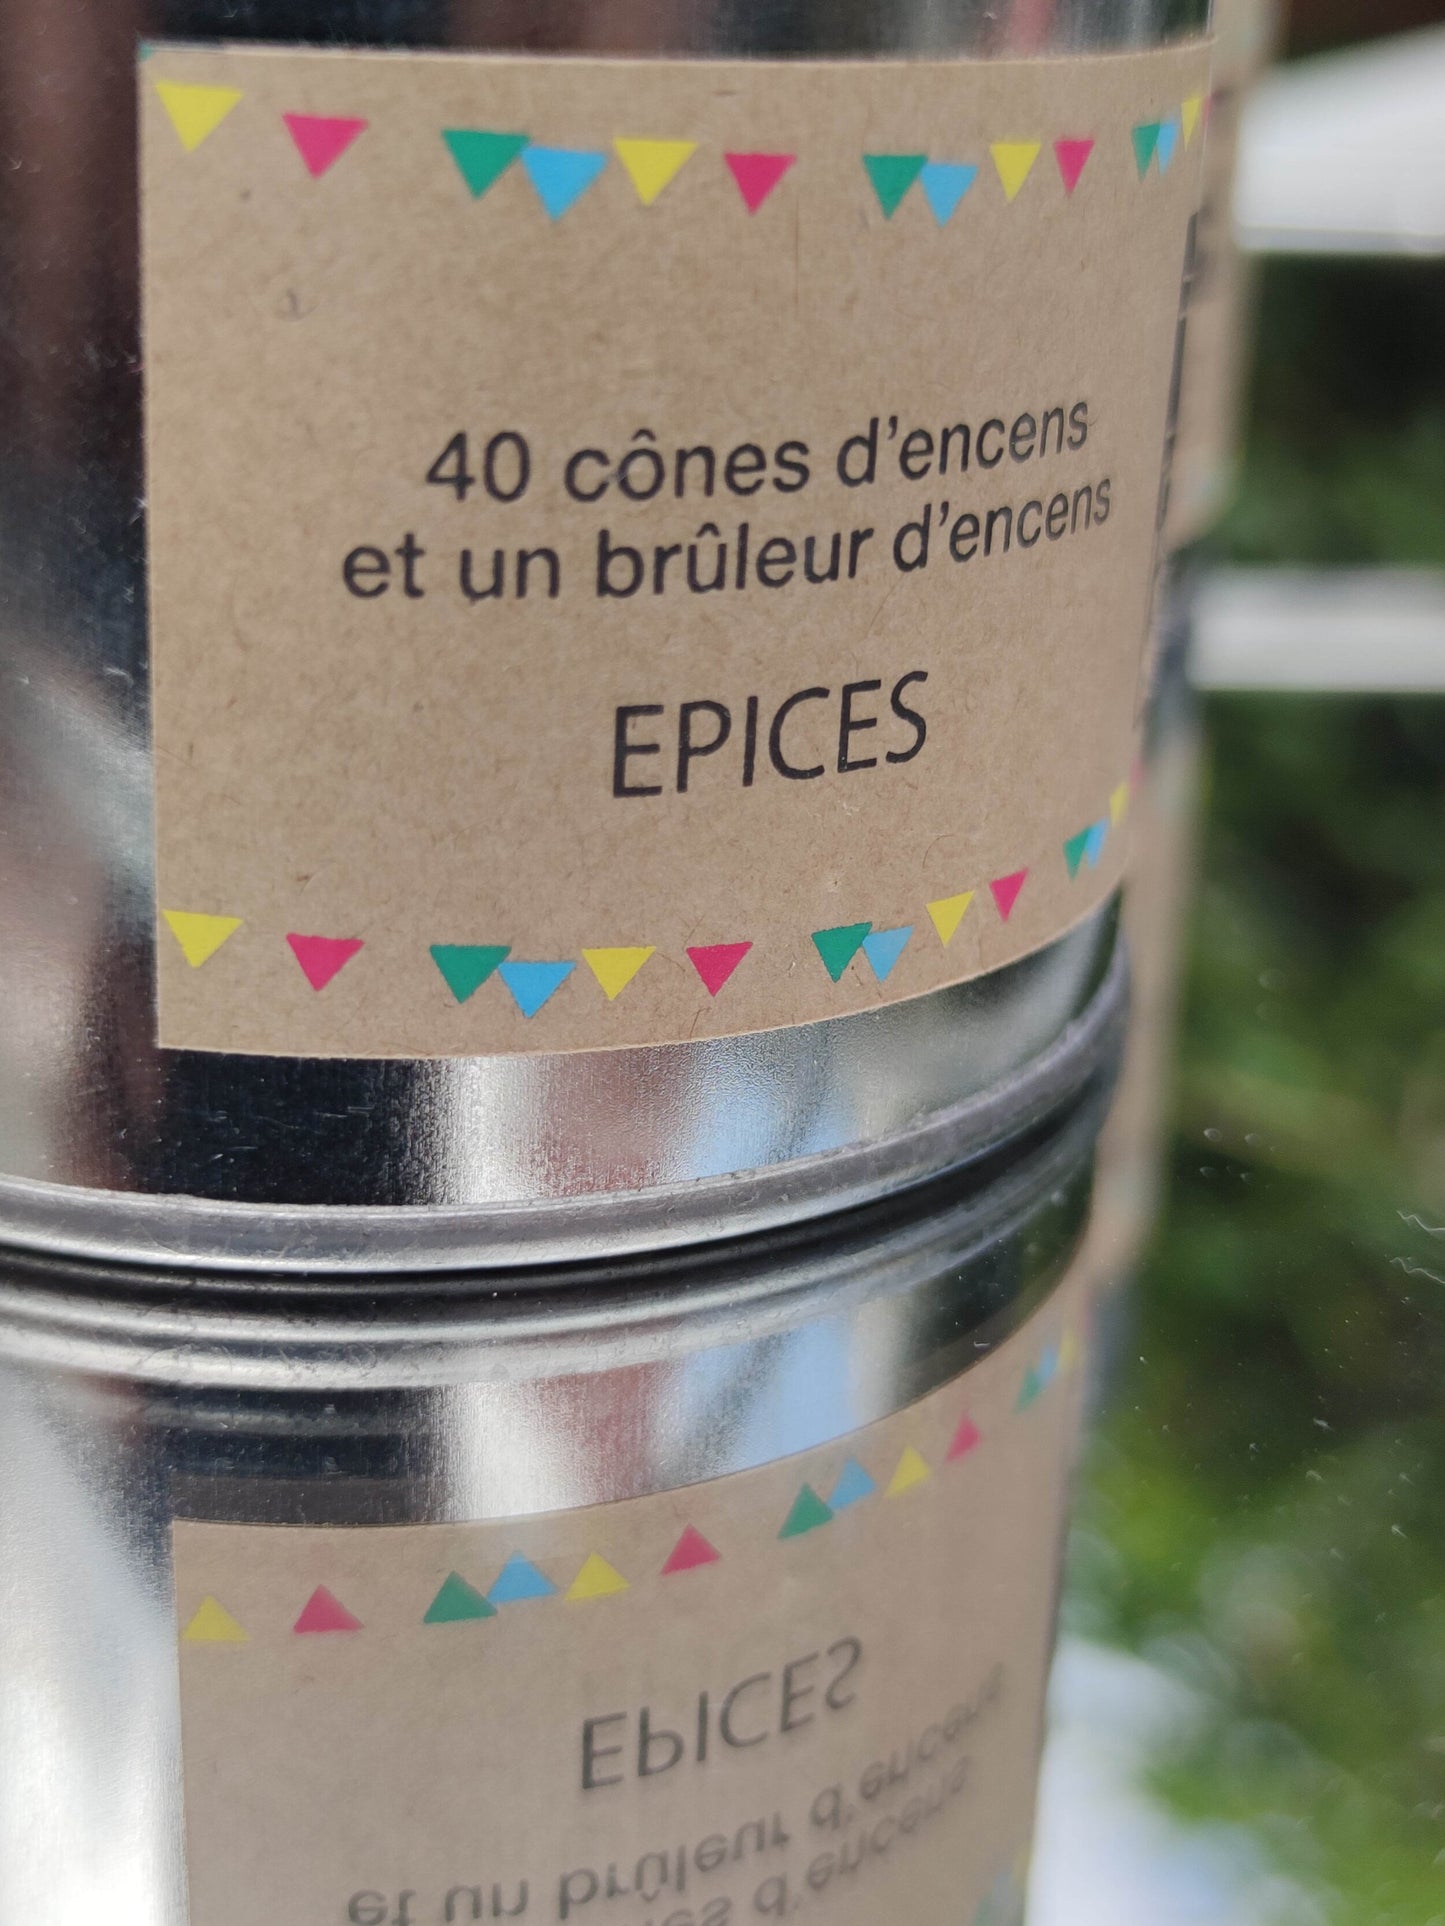 40 cônes d'encens
et un brûleur d'encens
EPICES